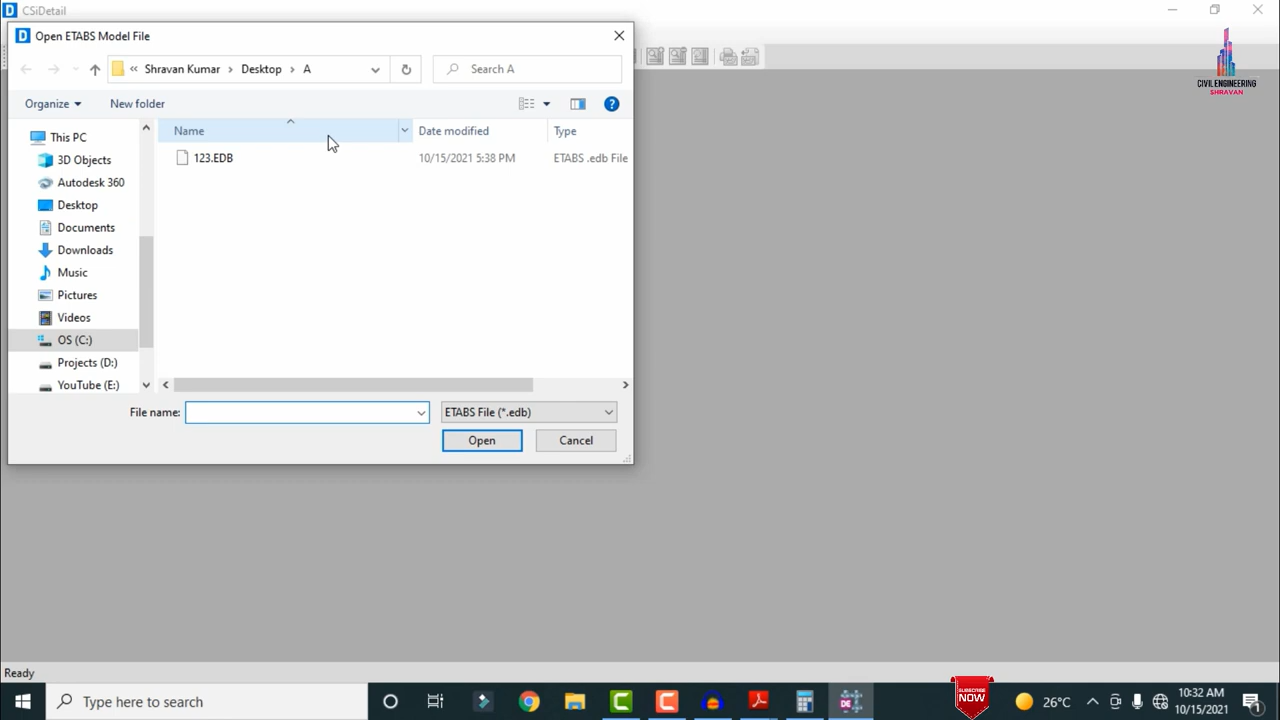 CSiDetail
Open ETABS Model File
« Shravan Kumar > Desktop > A
Search A
CIVIL ENGINEERING
SHRAVAN
Organize
New folder
This PC
3D Objects
Autodesk 360
Desktop
Documents
Downloads
Music
Pictures
Videos
OS (C:)
Projects (D:)
YouTube (E:)
Name Date modified Type
123.EDB 10/15/2021 5:38 PM ETABS .edb File
File name:
ETABS File (*.edb)
Open
Cancel
Ready
Type here to search
SUBSCRIBE
NOW
26°C
10:32 AM
10/15/2021